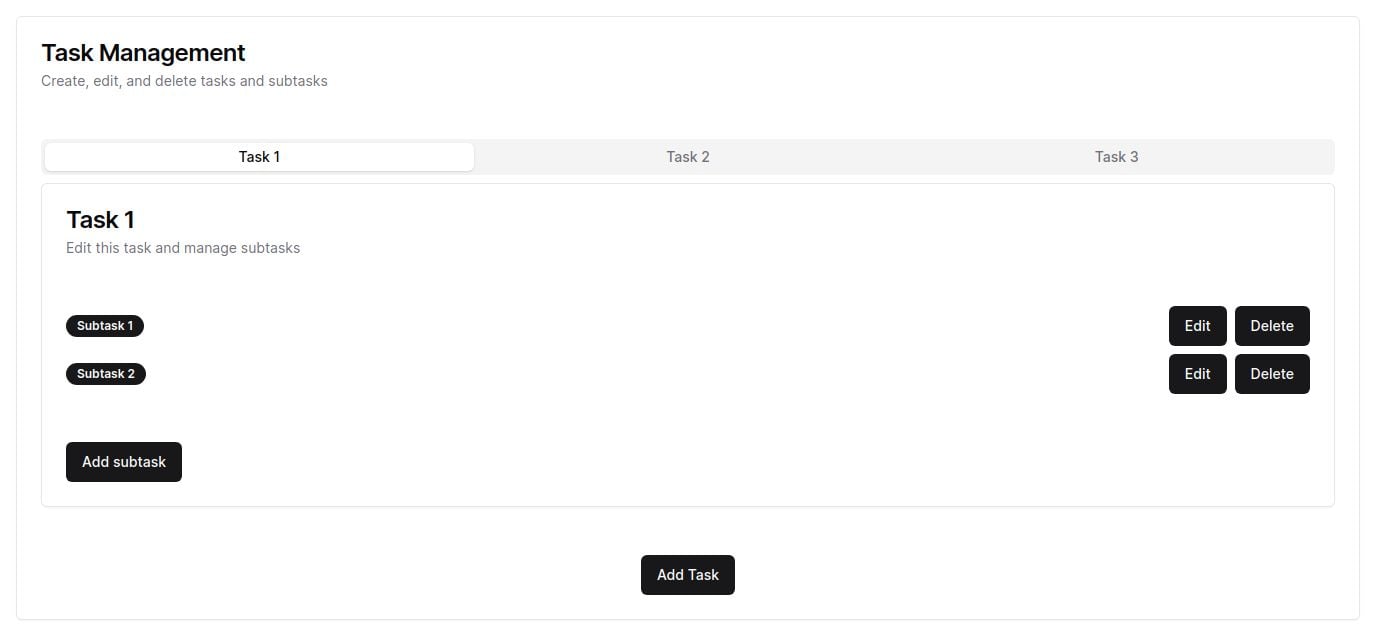 Task Management
Create, edit, and delete tasks and subtasks
Task 1 Task 2 Task 3
Task 1
Edit this task and manage subtasks
Subtask 1 Edit Delete
Subtask 2 Edit Delete
Add subtask
Add Task